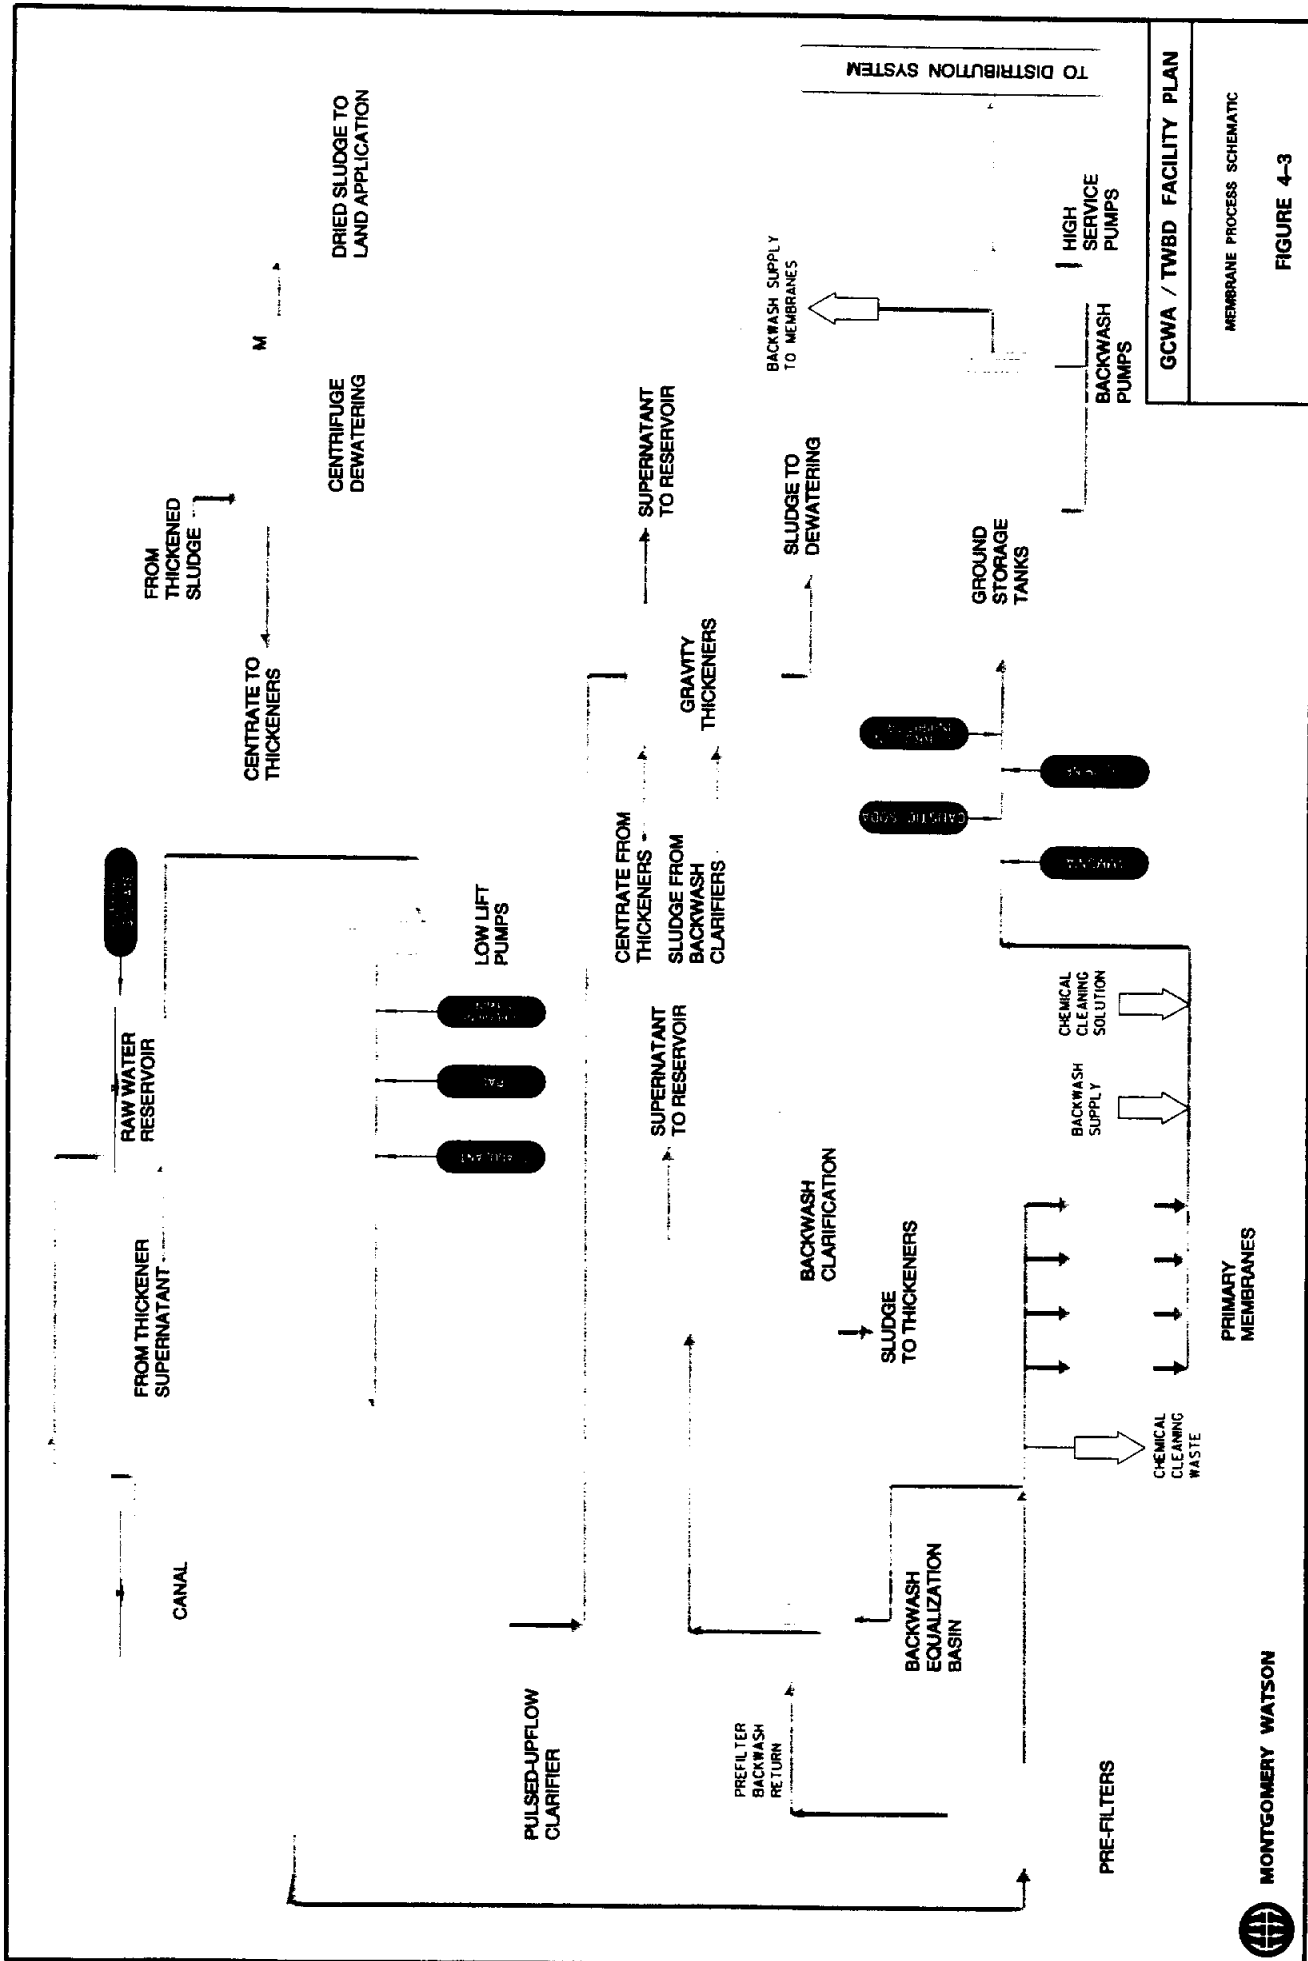 CANAL
FROM THICKENER
SUPERNATANT
RAW WATER
RESERVOIR
CENTRATE TO
THICKENERS
FROM
THICKENED
SLUDGE
M
CENTRIFUGE
DEWATERING
DRIED SLUDGE TO
LAND APPLICATION
PULSED-UPFLOW
CLARIFIER
LOW LIFT
PUMPS
CENTRATE FROM
THICKENERS
SLUDGE FROM
BACKWASH
CLARIFIERS
GRAVITY
THICKENERS
SUPERNATANT
TO RESERVOIR
SLUDGE TO
DEWATERING
SUPERNATANT
TO RESERVOIR
BACKWASH
CLARIFICATION
SLUDGE
TO THICKENERS
PREFILTER
BACKWASH
RETURN
BACKWASH
EQUALIZATION
BASIN
PRE-FILTERS
CHEMICAL
CLEANING
WASTE
PRIMARY
MEMBRANES
BACKWASH
SUPPLY
CHEMICAL
CLEANING
SOLUTION
CAUSTIC SODA
GROUND
STORAGE
TANKS
BACKWASH SUPPLY
TO MEMBRANES
BACKWASH
PUMPS
HIGH
SERVICE
PUMPS
TO DISTRIBUTION SYSTEM
MONTGOMERY WATSON
GCWA / TWBD FACILITY PLAN
MEMBRANE PROCESS SCHEMATIC
FIGURE 4-3